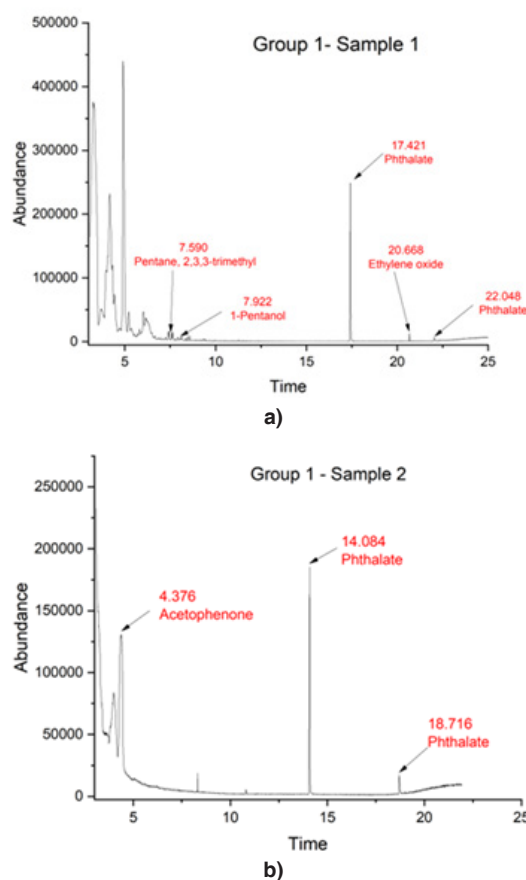 Group 1- Sample 1
500000
400000
300000
200000
100000
0
Abundance
7.590
Pentane, 2,3,3-trimethyl
7.922
1-Pentanol
17.421
Phthalate
20.668
Ethylene oxide
22.048
Phthalate
5 10 15 20 25
Time
a)
Group 1 - Sample 2
250000
200000
150000
100000
50000
0
Abundance
4.376
Acetophenone
14.084
Phthalate
18.716
Phthalate
5 10 15 20 25
Time
b)